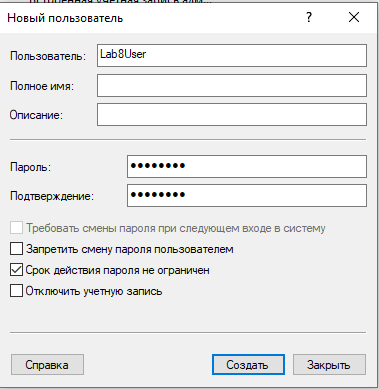 Новый пользователь
Пользователь: Lab8User
Полное имя:
Описание:
Пароль: ●●●●●●●●
Подтверждение: ●●●●●●●●
Требовать смены пароля при следующем входе в систему
Запретить смену пароля пользователем
Срок действия пароля не ограничен
Отключить учетную запись
Справка Создать Закрыть